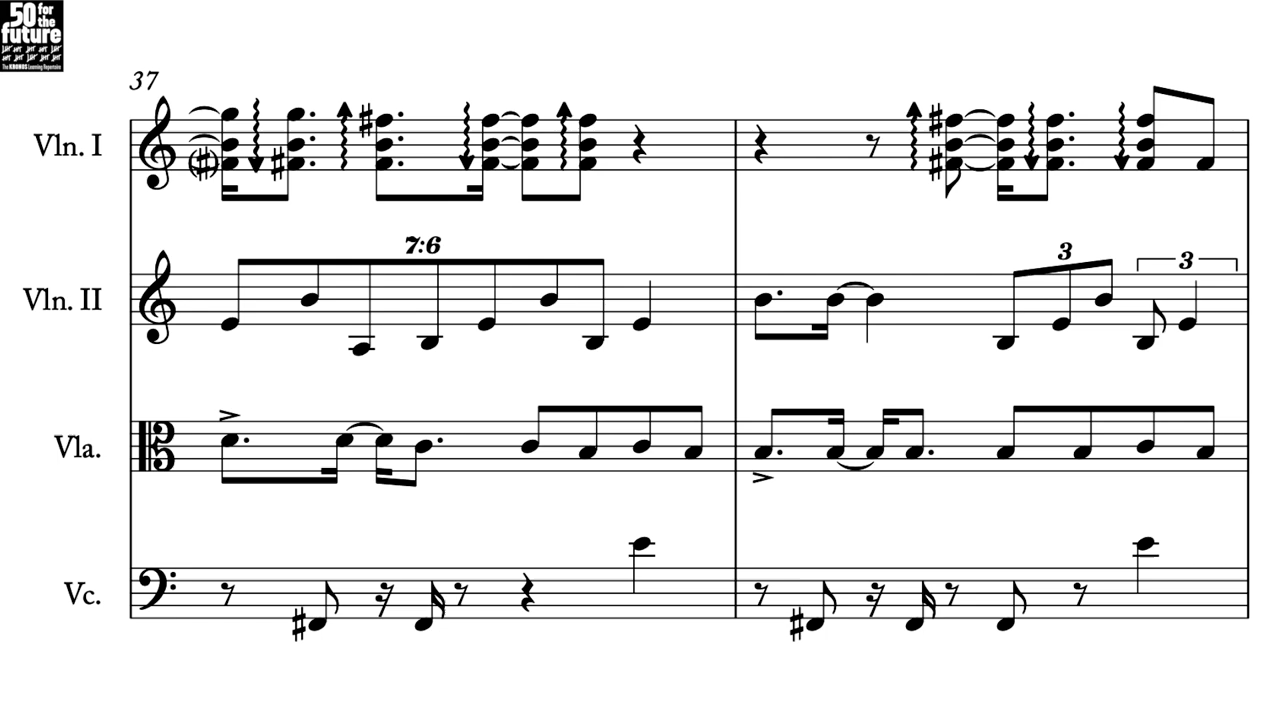 50 for
the
future
The KRONOS Learning Repertoire
37
Vln. I
7:6
Vln. II
3
3
Vla.
Vc.